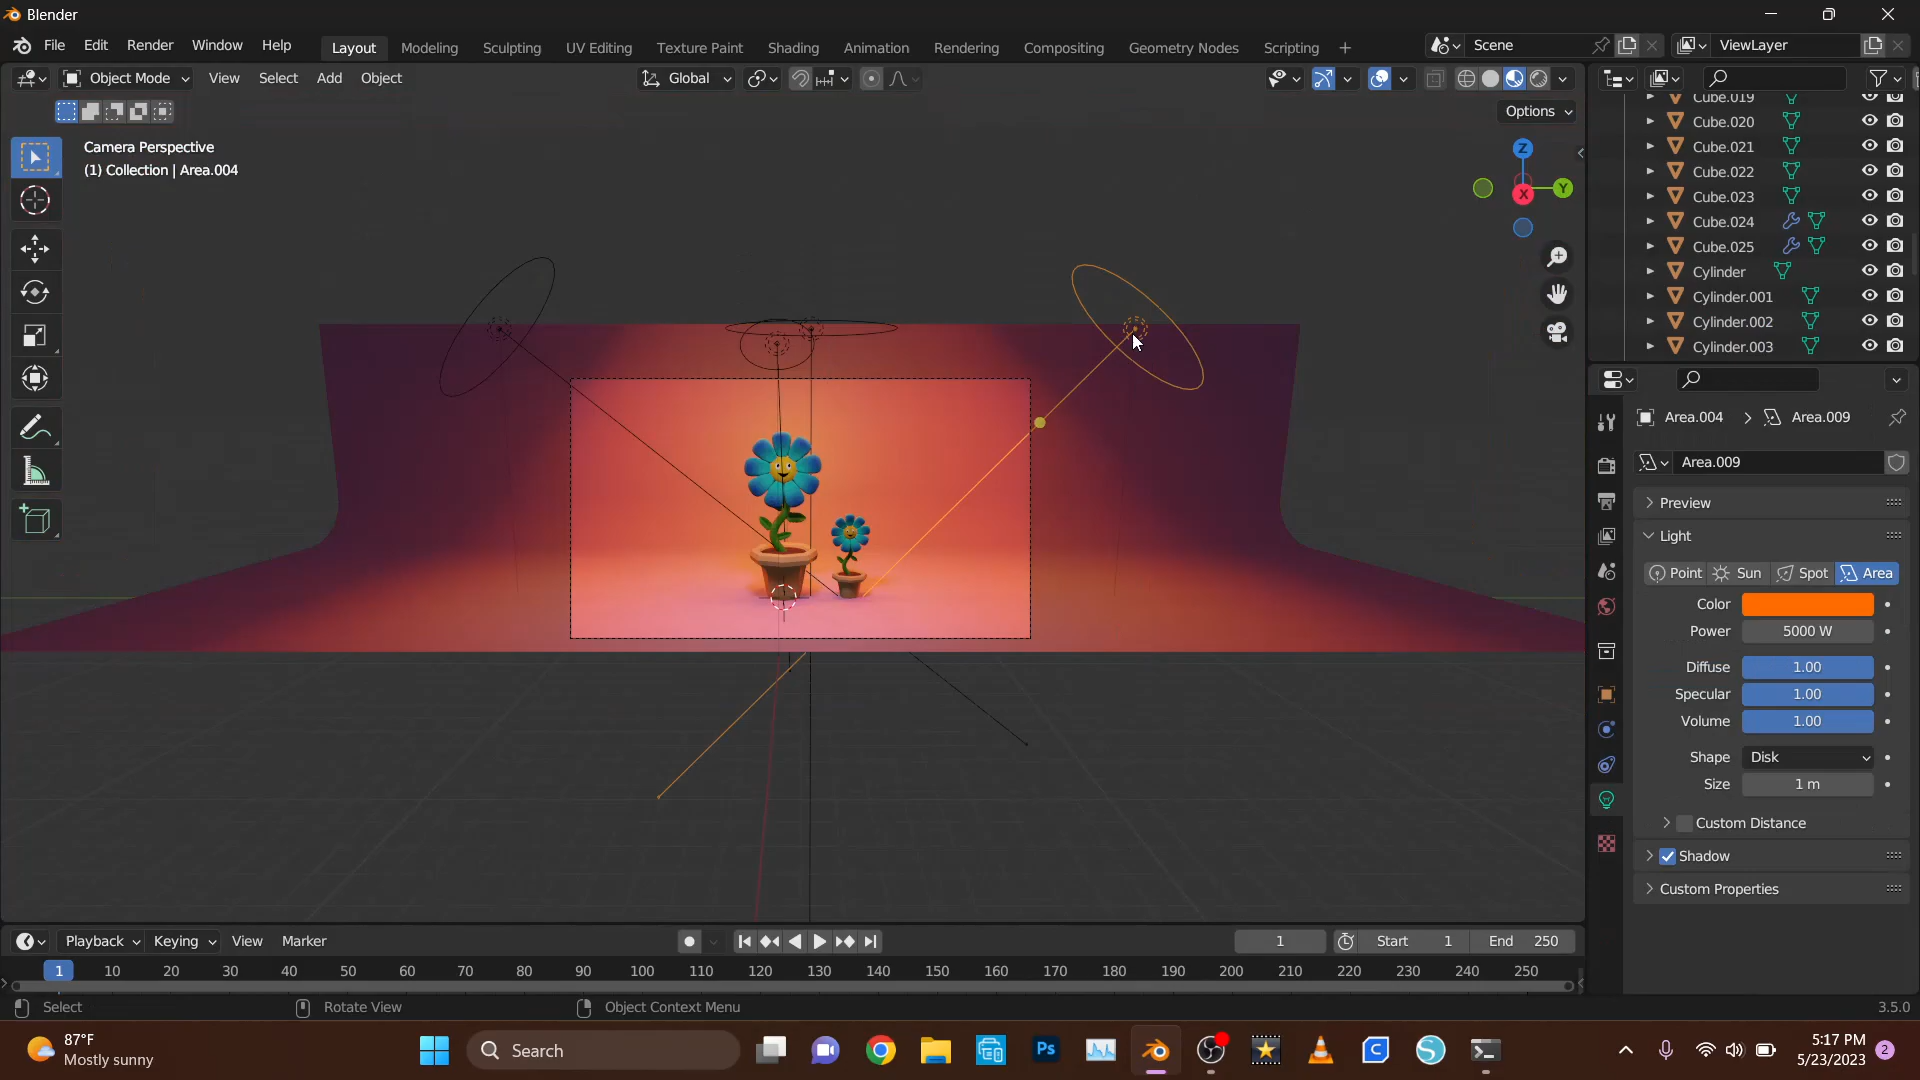 Blender
File Edit Render Window Help
Layout Modeling Sculpting UV Editing Texture Paint Shading Animation Rendering Compositing Geometry Nodes Scripting +
Scene
ViewLayer
Object Mode View Select Add Object
Global
Options
Camera Perspective
(1) Collection | Area.004
Z
Y
X
Cube.019
Cube.020
Cube.021
Cube.022
Cube.023
Cube.024
Cube.025
Cylinder
Cylinder.001
Cylinder.002
Cylinder.003
Area.004 > Area.009
Area.009
Preview
Light
Point Sun Spot Area
Color
Power 5000 W
Diffuse 1.00
Specular 1.00
Volume 1.00
Shape Disk
Size 1 m
Custom Distance
Shadow
Custom Properties
Playback Keying View Marker
1 Start 1 End 250
1 10 20 30 40 50 60 70 80 90 100 110 120 130 140 150 160 170 180 190 200 210 220 230 240 250
Select Rotate View Object Context Menu
3.5.0
87°F
Mostly sunny
Search
Ps
5:17 PM
5/23/2023
2